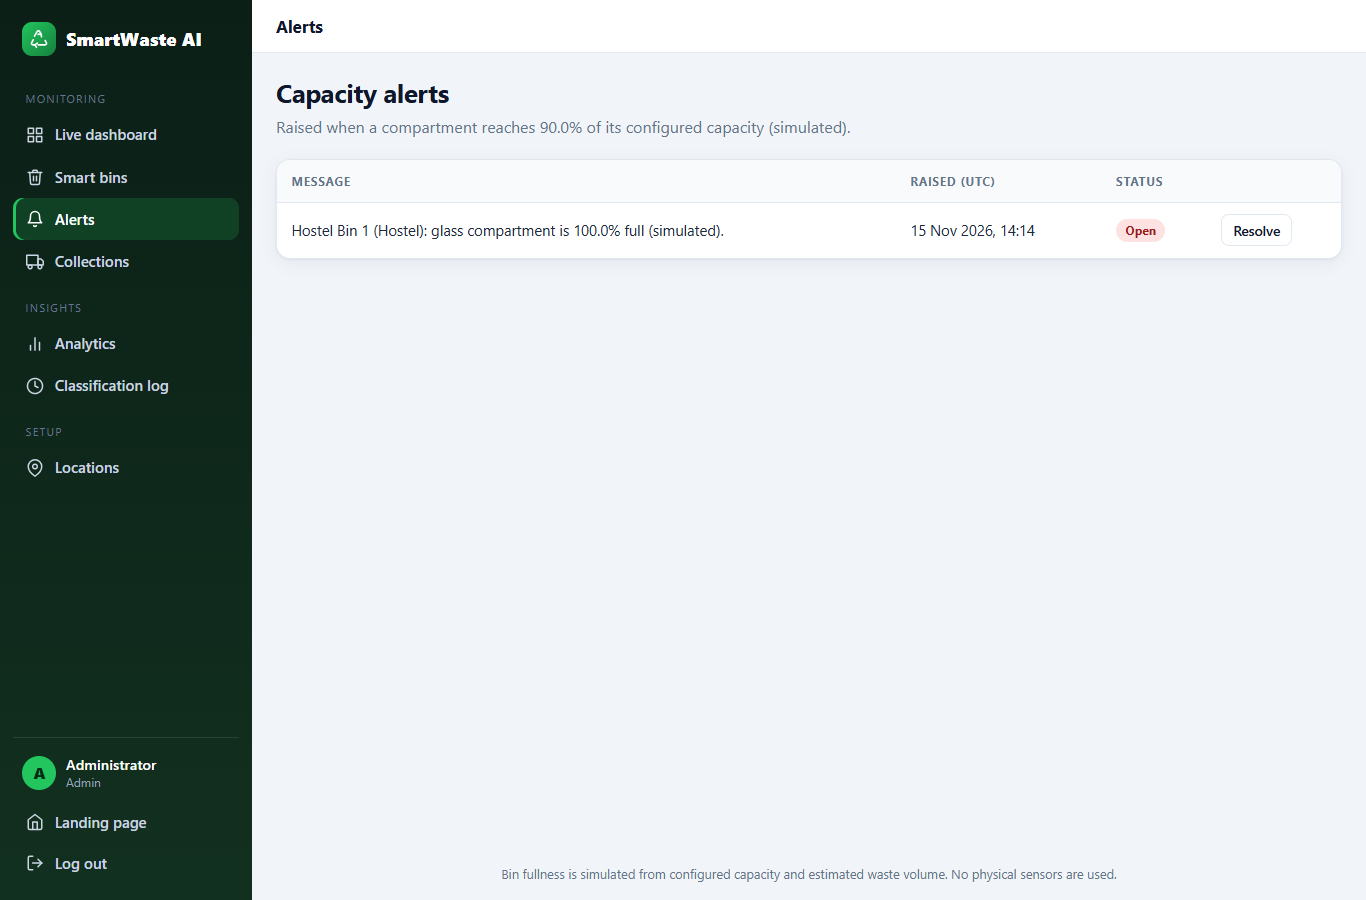 SmartWaste AI
MONITORING
Live dashboard
Smart bins
Alerts
Collections
INSIGHTS
Analytics
Classification log
SETUP
Locations
A
Administrator
Admin
Landing page
Log out
Alerts
Capacity alerts
Raised when a compartment reaches 90.0% of its configured capacity (simulated).
MESSAGE RAISED (UTC) STATUS
Hostel Bin 1 (Hostel): glass compartment is 100.0% full (simulated). 15 Nov 2026, 14:14 Open Resolve
Bin fullness is simulated from configured capacity and estimated waste volume. No physical sensors are used.